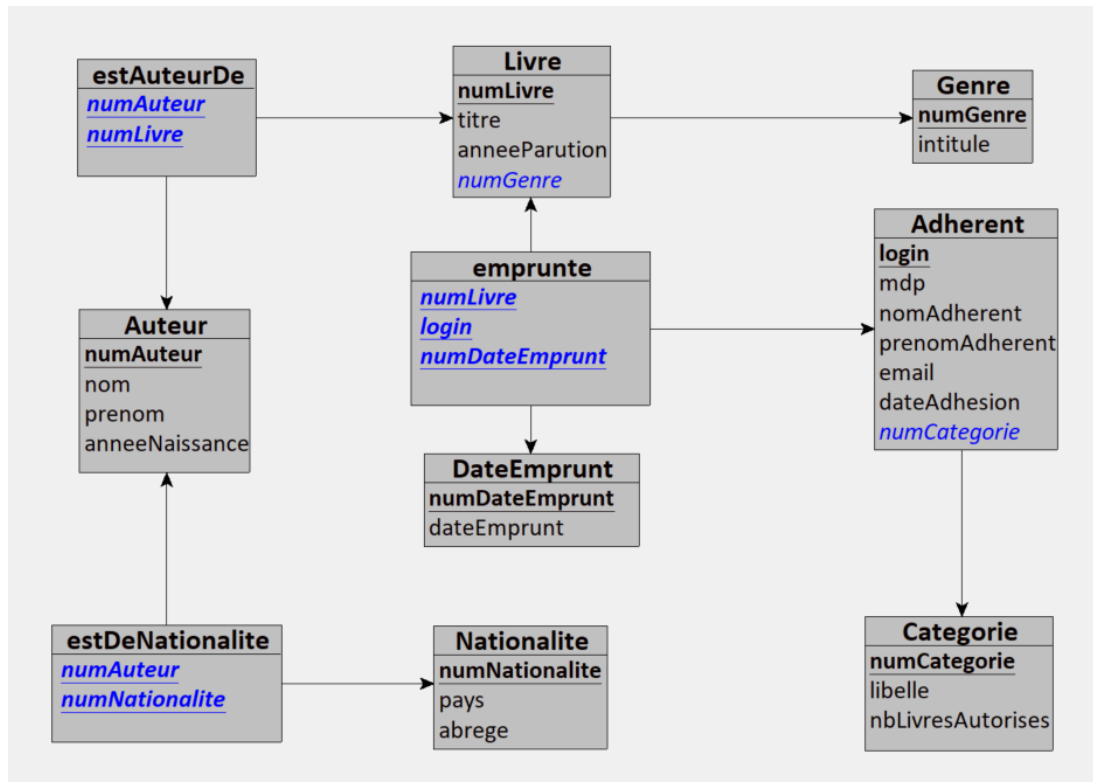 estAuteurDe
numAuteur
numLivre
Livre
numLivre
titre
anneeParution
numGenre
Genre
numGenre
intitule
Adherent
login
mdp
nomAdherent
prenomAdherent
email
dateAdhesion
numCategorie
emprunte
numLivre
login
numDateEmprunt
Auteur
numAuteur
nom
prenom
anneeNaissance
DateEmprunt
numDateEmprunt
dateEmprunt
estDeNationalite
numAuteur
numNationalite
Nationalite
numNationalite
pays
abrege
Categorie
numCategorie
libelle
nbLivresAutorises